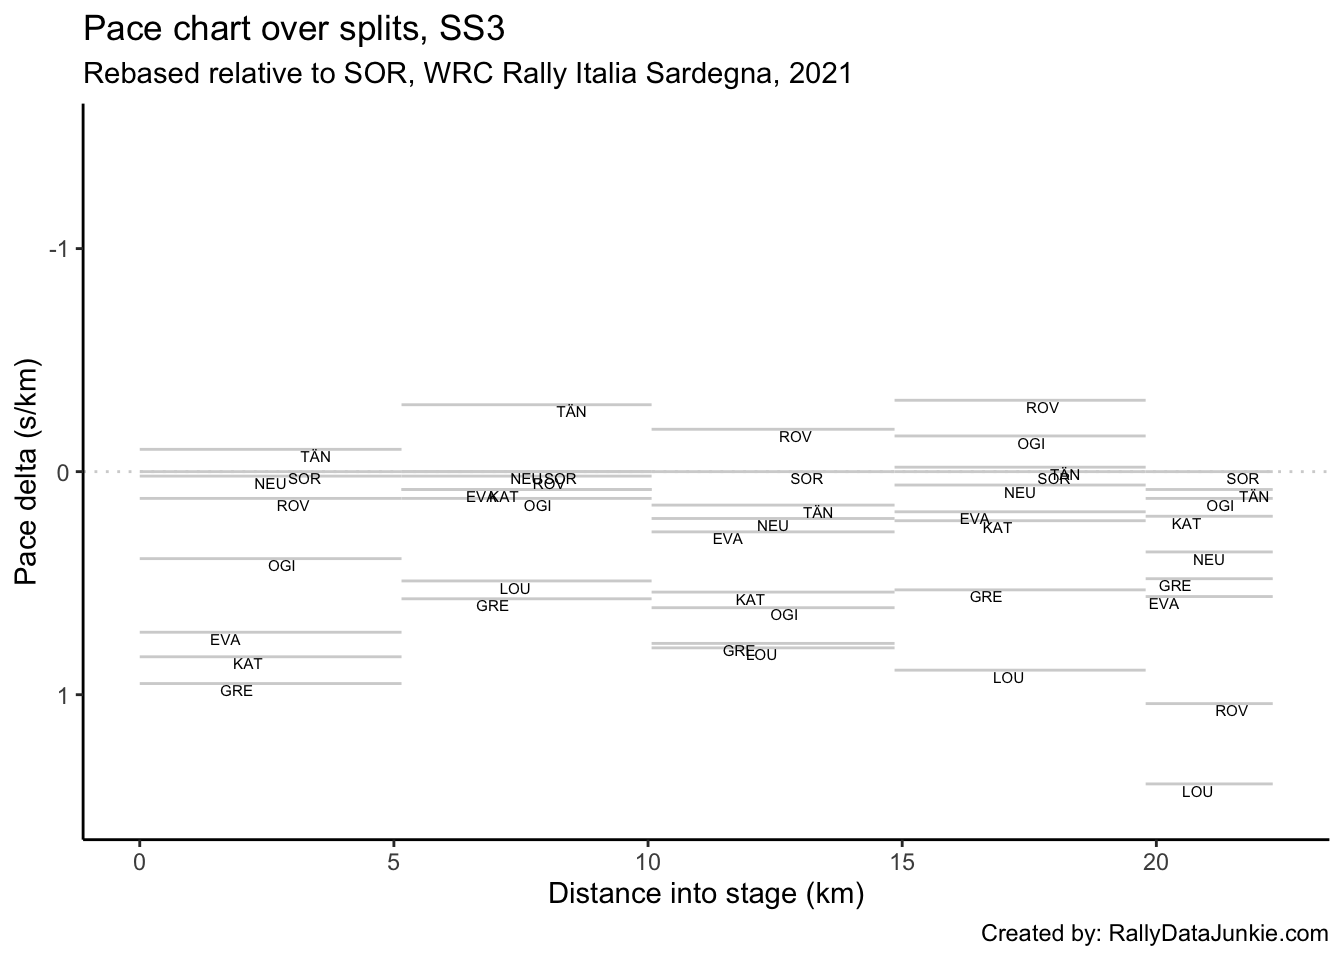 Pace chart over splits, SS3
Rebased relative to SOR, WRC Rally Italia Sardegna, 2021
Pace delta (s/km)
-1
0
1
TÄN
SOR
NEU
ROV
OGI
EVA
KAT
GRE
TÄN
NEU
SOR
ROV
EVA
KAT
OGI
LOU
GRE
ROV
SOR
TÄN
NEU
EVA
KAT
OGI
GRE
LOU
ROV
OGI
TÄN
SOR
NEU
EVA
KAT
GRE
LOU
SOR
TÄN
OGI
KAT
NEU
GRE
EVA
ROV
LOU
0 5 10 15 20
Distance into stage (km)
Created by: RallyDataJunkie.com